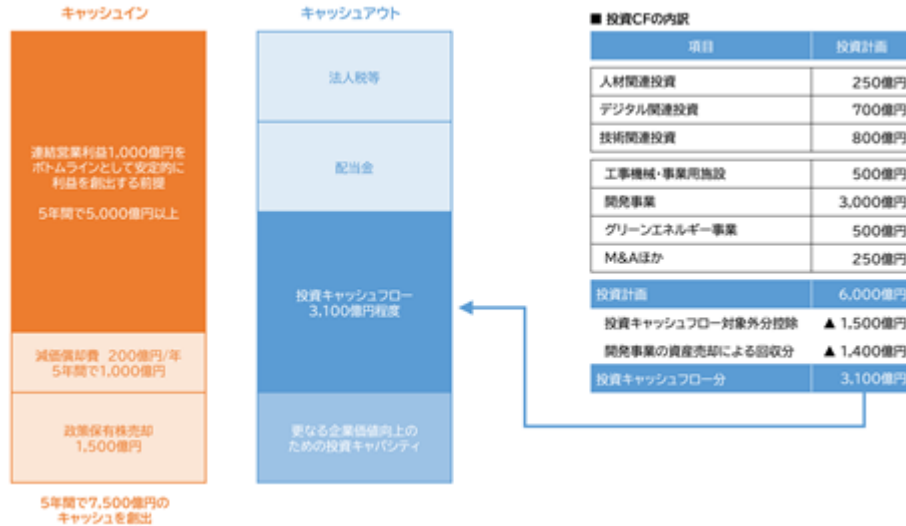 キャッシュイン
連結営業利益1,000億円を
ボトムラインとして安定的に
利益を創出する前提
5年間で5,000億円以上
減価償却費 200億円/年
5年間で1,000億円
政策保有株売却
1,500億円
5年間で7,500億円の
キャッシュを創出
キャッシュアウト
法人税等
配当金
投資キャッシュフロー
3,100億円程度
更なる企業価値向上の
ための投資キャパシティ
■ 投資CFの内訳
項目 投資計画
人材関連投資 250億円
デジタル関連投資 700億円
技術関連投資 800億円
工事機械・事業用施設 500億円
開発事業 3,000億円
グリーンエネルギー事業 500億円
M&Aほか 250億円
投資計画 6,000億円
投資キャッシュフロー対象外分控除 ▲ 1,500億円
開発事業の資産売却による回収分 ▲ 1,400億円
投資キャッシュフロー分 3,100億円